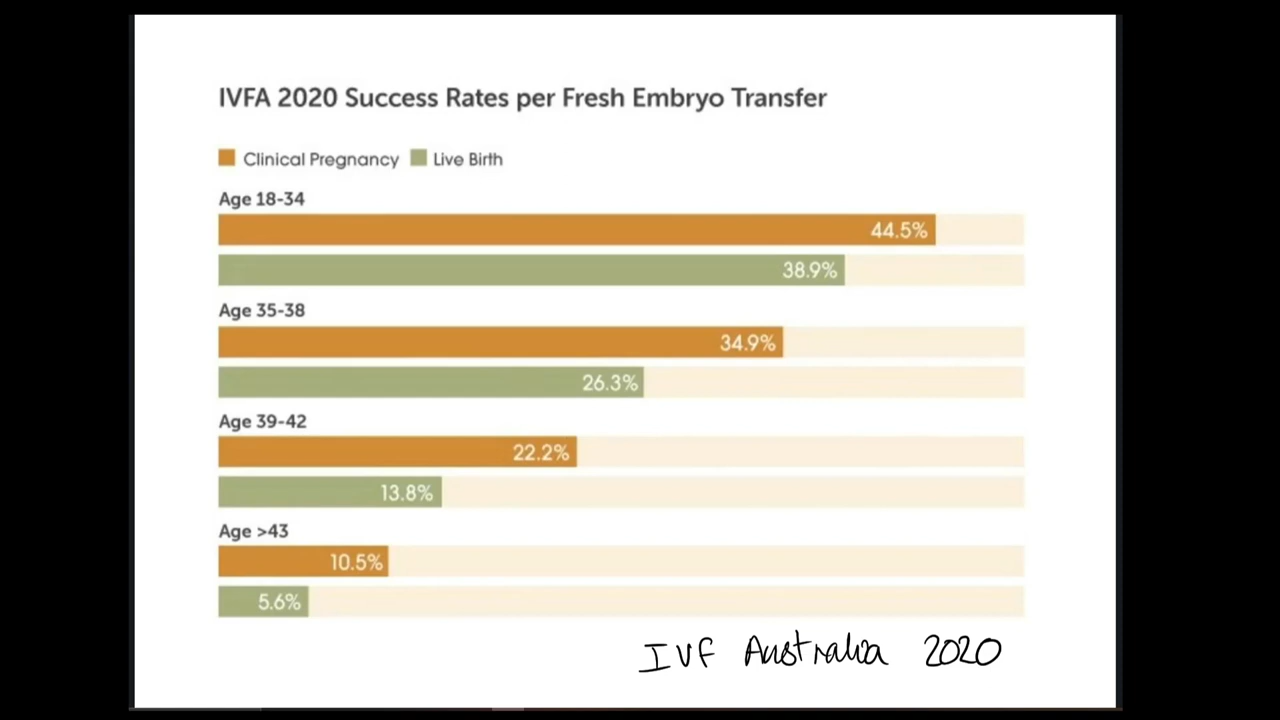 IVFA 2020 Success Rates per Fresh Embryo Transfer
Clinical Pregnancy Live Birth
Age 18-34
44.5%
38.9%
Age 35-38
34.9%
26.3%
Age 39-42
22.2%
13.8%
Age >43
10.5%
5.6%
IVF Australia 2020